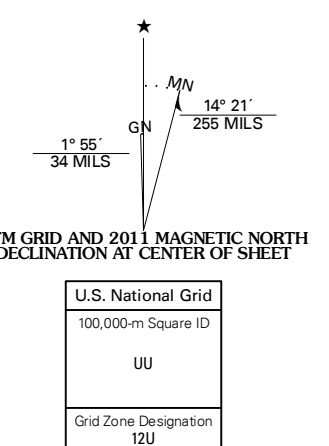 ★
MN
GN
14° 21´
255 MILS
1° 55´
34 MILS
TM GRID AND 2011 MAGNETIC NORTH
DECLINATION AT CENTER OF SHEET
U.S. National Grid
100,000-m Square ID
UU
Grid Zone Designation
12U